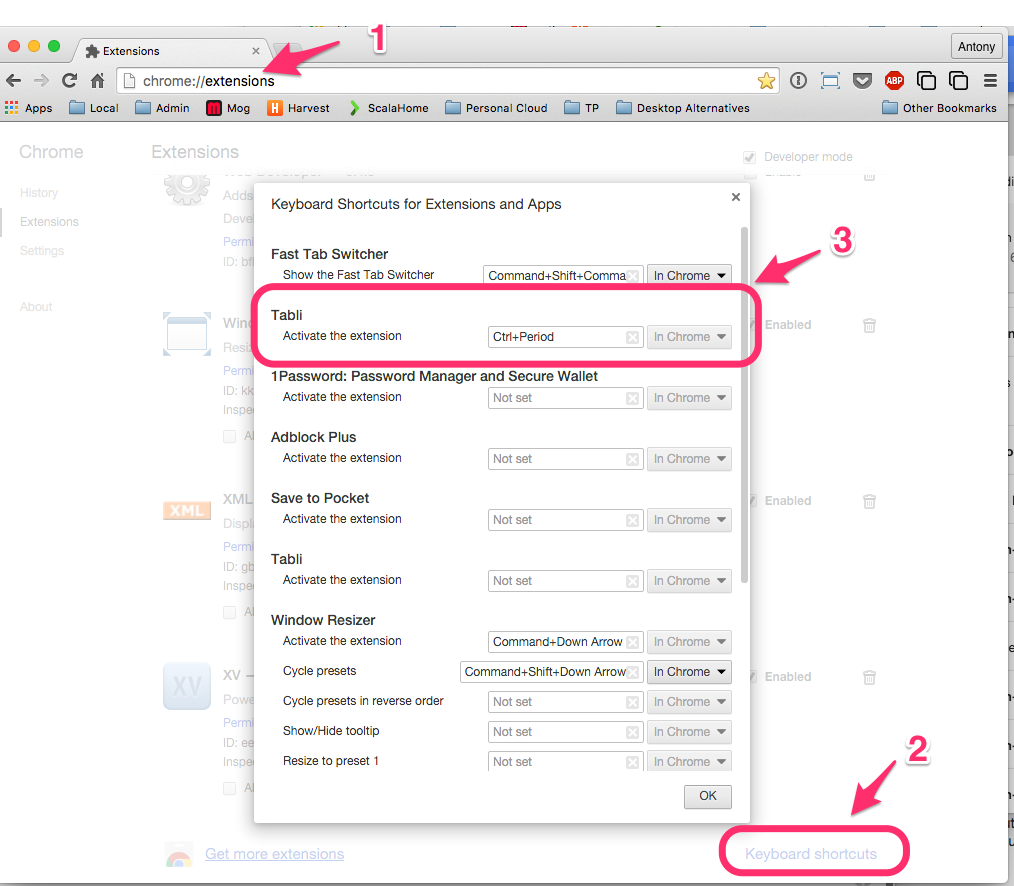 1
Extensions
Antony
chrome://extensions
ABP
Apps Local Admin Mog Harvest ScalaHome Personal Cloud TP Desktop Alternatives Other Bookmarks
Chrome
Extensions
Developer mode
History
Extensions
Settings
About
Keyboard Shortcuts for Extensions and Apps
3
Fast Tab Switcher
Show the Fast Tab Switcher Command+Shift+Comma In Chrome
Tabli
Activate the extension Ctrl+Period In Chrome
Enabled
1Password: Password Manager and Secure Wallet
Activate the extension Not set In Chrome
Adblock Plus
Activate the extension Not set In Chrome
Save to Pocket
XML
Enabled
XML
Activate the extension Not set In Chrome
Tabli
Activate the extension Not set In Chrome
Window Resizer
Activate the extension Command+Down Arrow In Chrome
Cycle presets Command+Shift+Down Arrow In Chrome
XV
XV –
Enabled
Cycle presets in reverse order Not set In Chrome
Show/Hide tooltip Not set In Chrome
Resize to preset 1 Not set In Chrome
2
OK
Get more extensions
Keyboard shortcuts